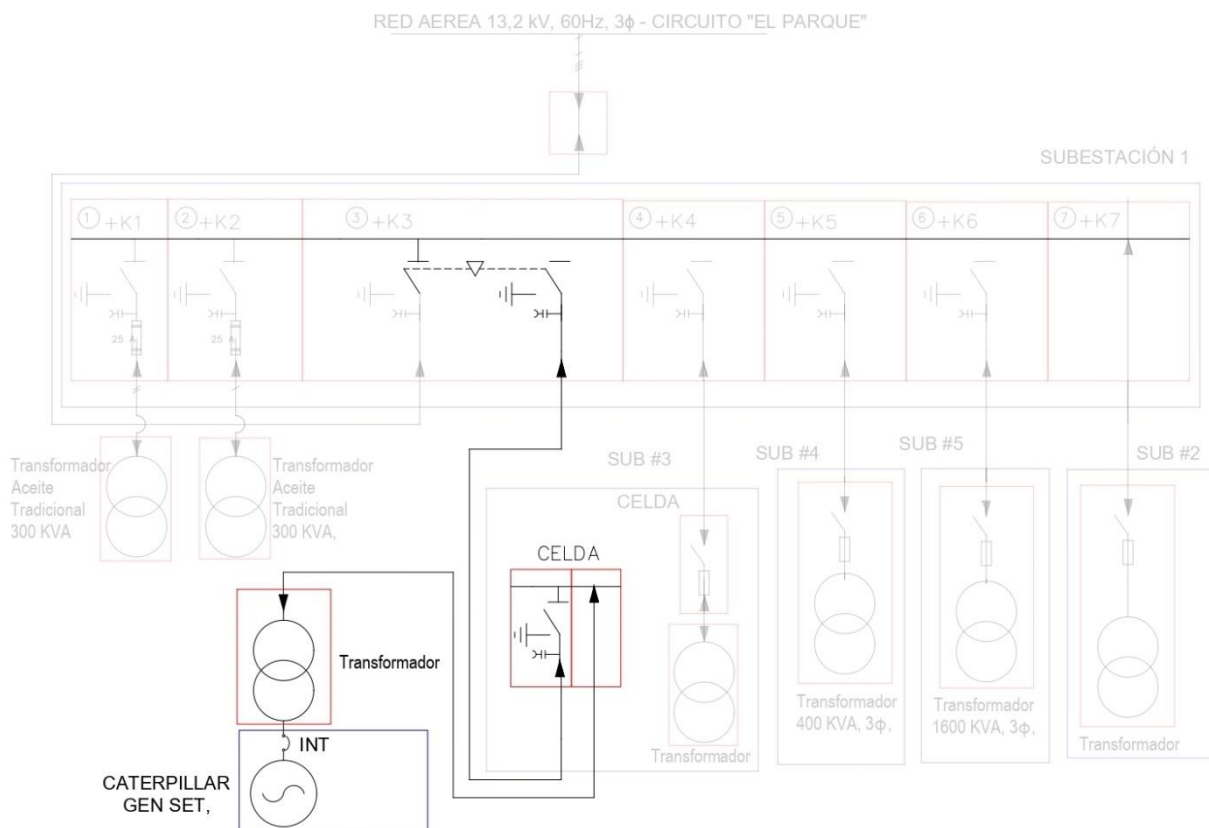 RED AEREA 13,2 kV, 60Hz, 3ϕ - CIRCUITO "EL PARQUE"
SUBESTACIÓN 1
1 +K1
2 +K2
3 +K3
4 +K4
5 +K5
6 +K6
7 +K7
25 A
25 A
Transformador
Aceite
Tradicional
300 KVA
Transformador
Aceite
Tradicional
300 KVA,
SUB #3
SUB #4
SUB #5
SUB #2
CELDA
CELDA
Transformador
Transformador
Transformador
400 KVA, 3ϕ,
Transformador
1600 KVA, 3ϕ,
Transformador
INT
CATERPILLAR
GEN SET,